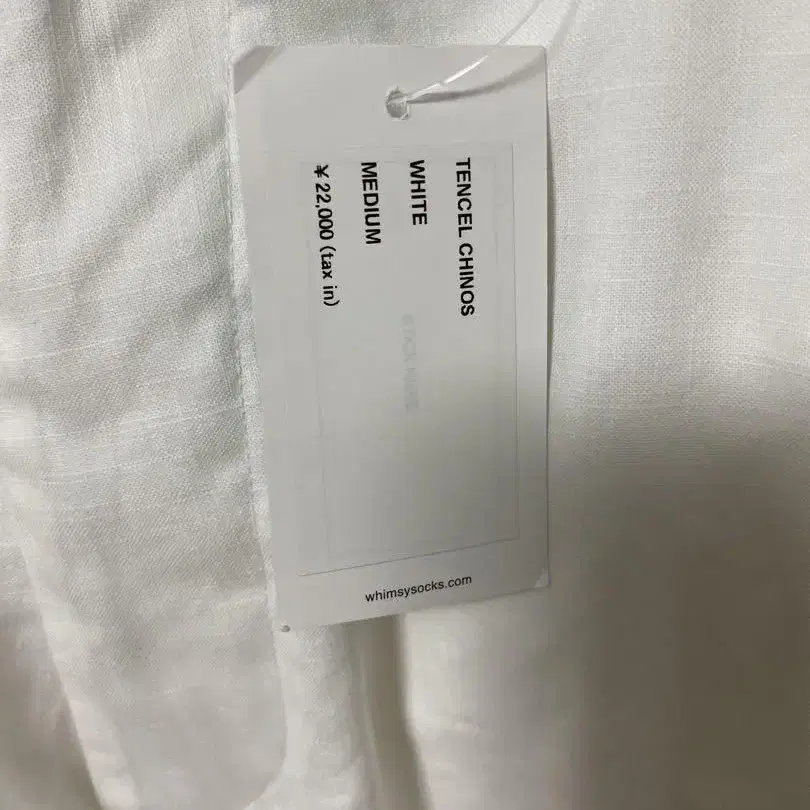 TENCEL CHINOS
WHITE
MEDIUM
¥ 22,000 (tax in)
whimsysocks.com